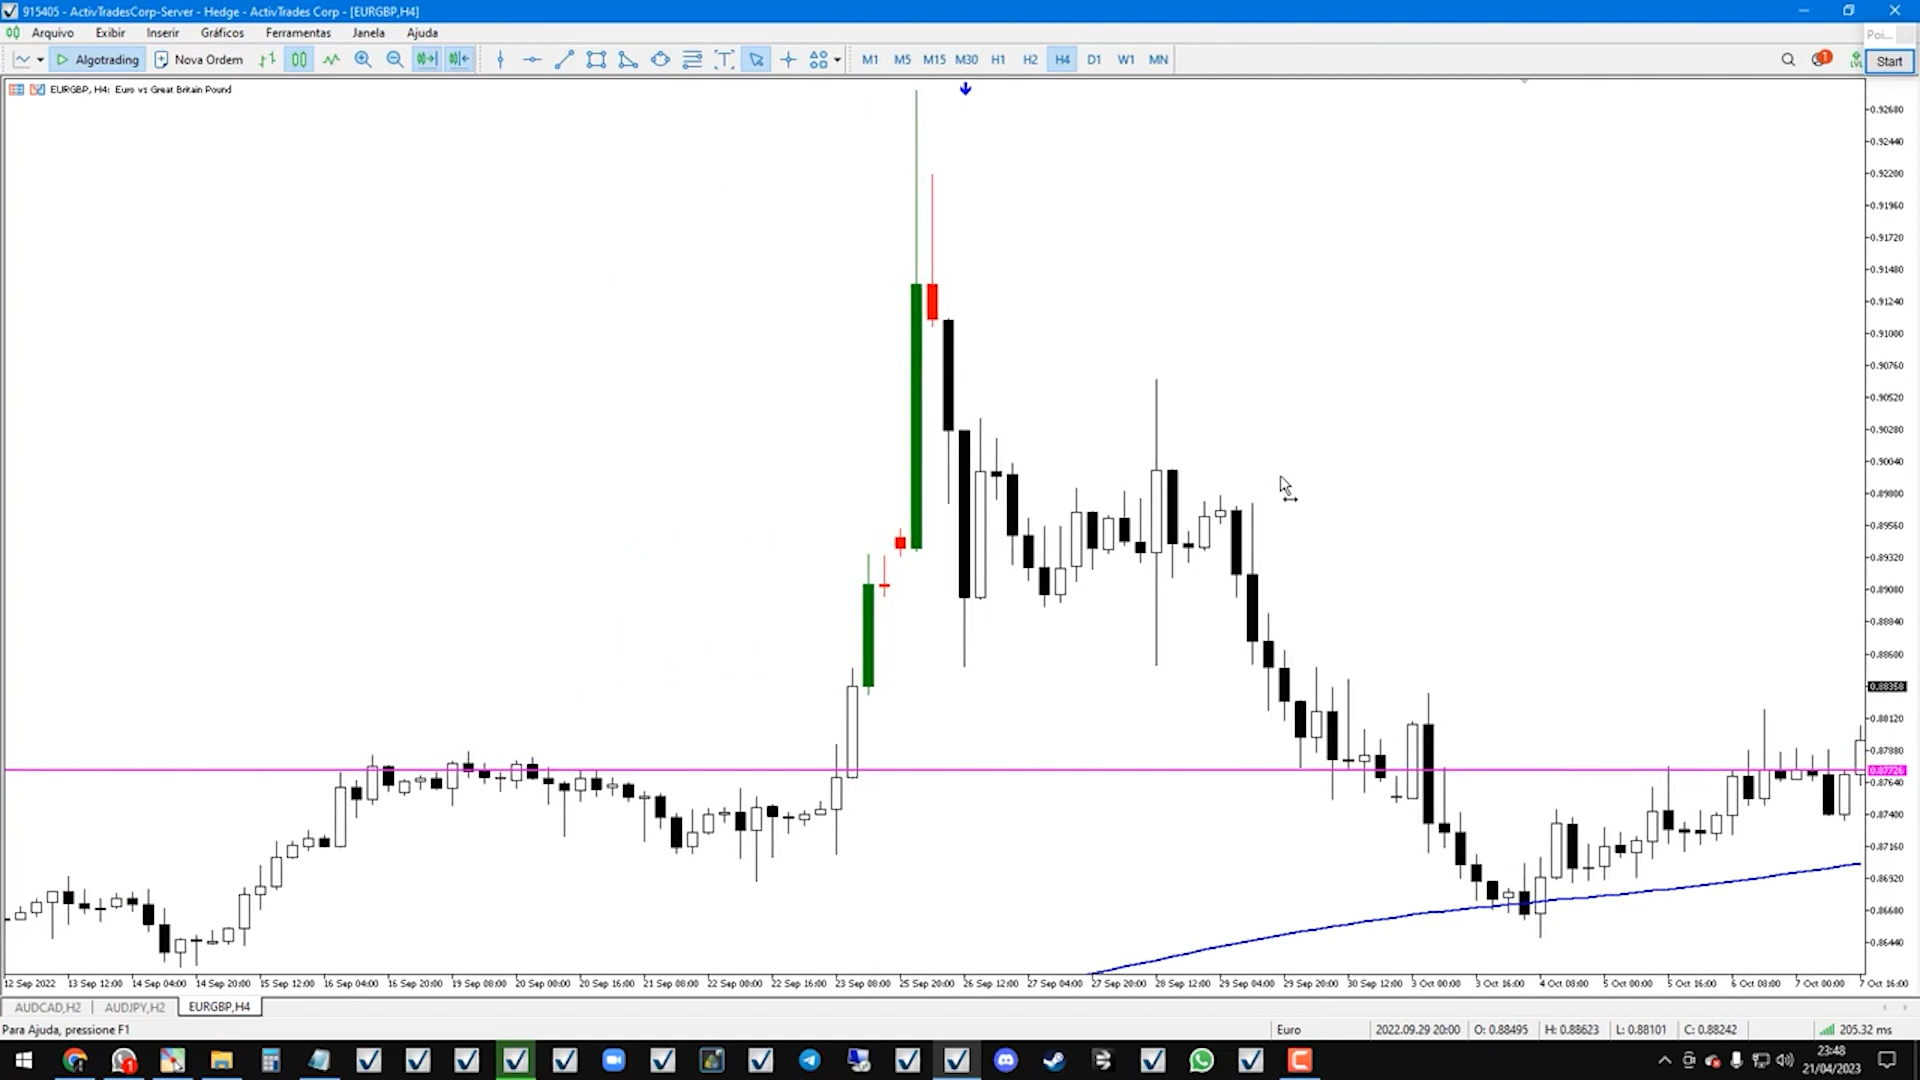 915405 - ActivTradesCorp-Server - Hedge - ActivTrades Corp - [EURGBP,H4]
Arquivo Exibir Inserir Gráficos Ferramentas Janela Ajuda
Poi...
Algotrading Nova Ordem M1 M5 M15 M30 H1 H2 H4 D1 W1 MN
1
LVL
Start
EURGBP, H4: Euro vs Great Britain Pound
0.92680
0.92440
0.92200
0.91960
0.91720
0.91480
0.91240
0.91000
0.90760
0.90520
0.90280
0.90040
0.89800
0.89560
0.89320
0.89080
0.88840
0.88600
0.88358
0.88120
0.87880
0.87726
0.87640
0.87400
0.87160
0.86920
0.86680
0.86440
12 Sep 2022 13 Sep 12:00 14 Sep 04:00 14 Sep 20:00 15 Sep 12:00 16 Sep 04:00 16 Sep 20:00 19 Sep 08:00 20 Sep 00:00 20 Sep 16:00 21 Sep 08:00 22 Sep 00:00 22 Sep 16:00 23 Sep 08:00 25 Sep 20:00 26 Sep 12:00 27 Sep 04:00 27 Sep 20:00 28 Sep 12:00 29 Sep 04:00 29 Sep 20:00 30 Sep 12:00 3 Oct 00:00 3 Oct 16:00 4 Oct 08:00 5 Oct 00:00 5 Oct 16:00 6 Oct 08:00 7 Oct 00:00 7 Oct 16:00
AUDCAD,H2 AUDJPY,H2 EURGBP,H4
Para Ajuda, pressione F1
Euro 2022.09.29 20:00 O: 0.88495 H: 0.88623 L: 0.88101 C: 0.88242 205.32 ms
1
23:48
21/04/2023